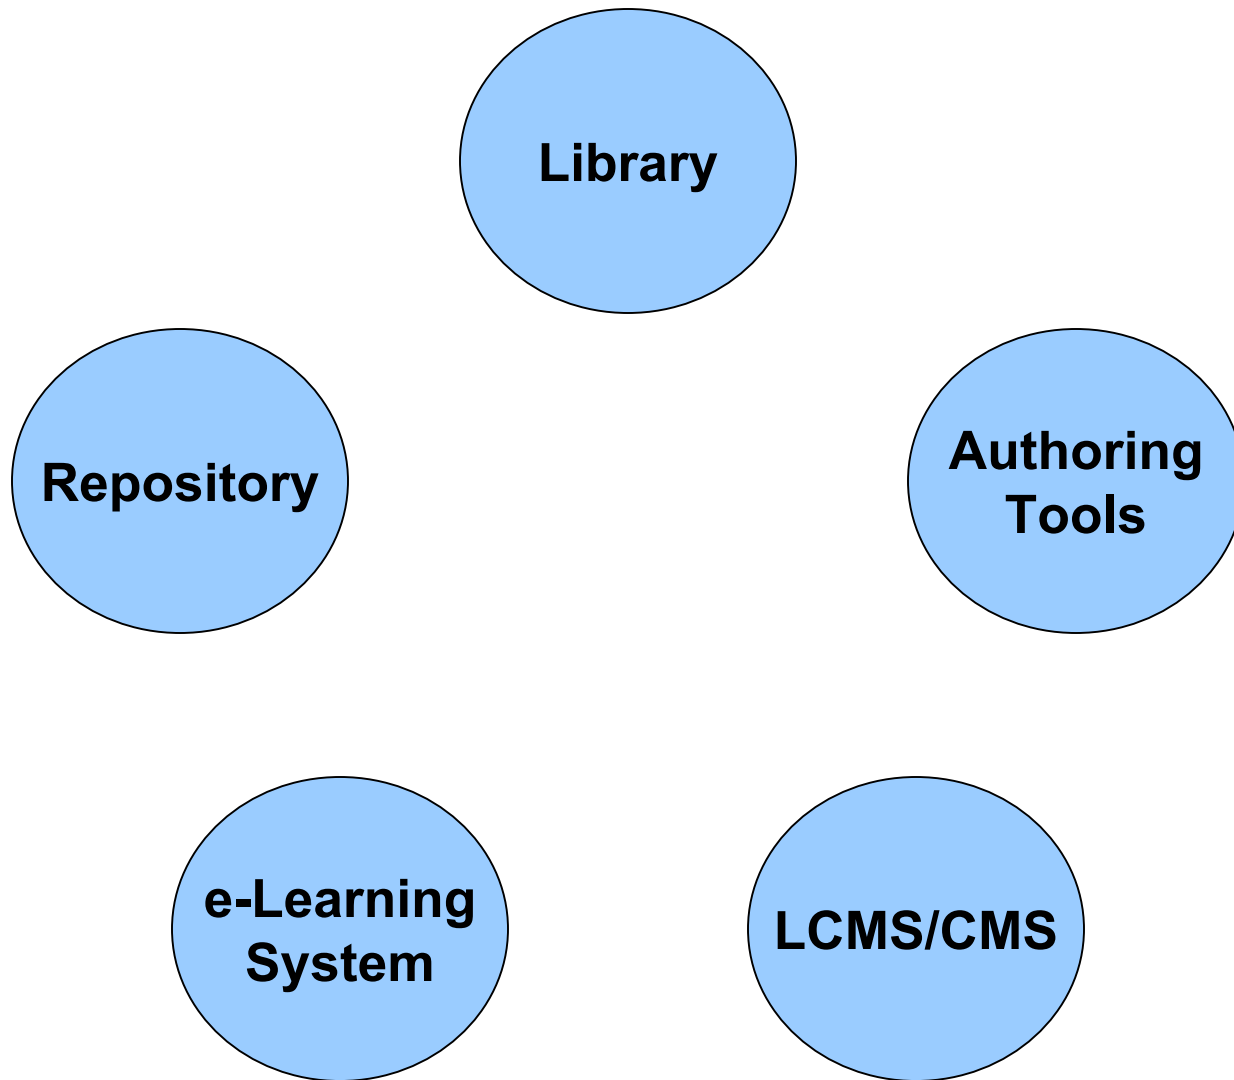 Library
Repository
Authoring
Tools
e-Learning
System
LCMS/CMS